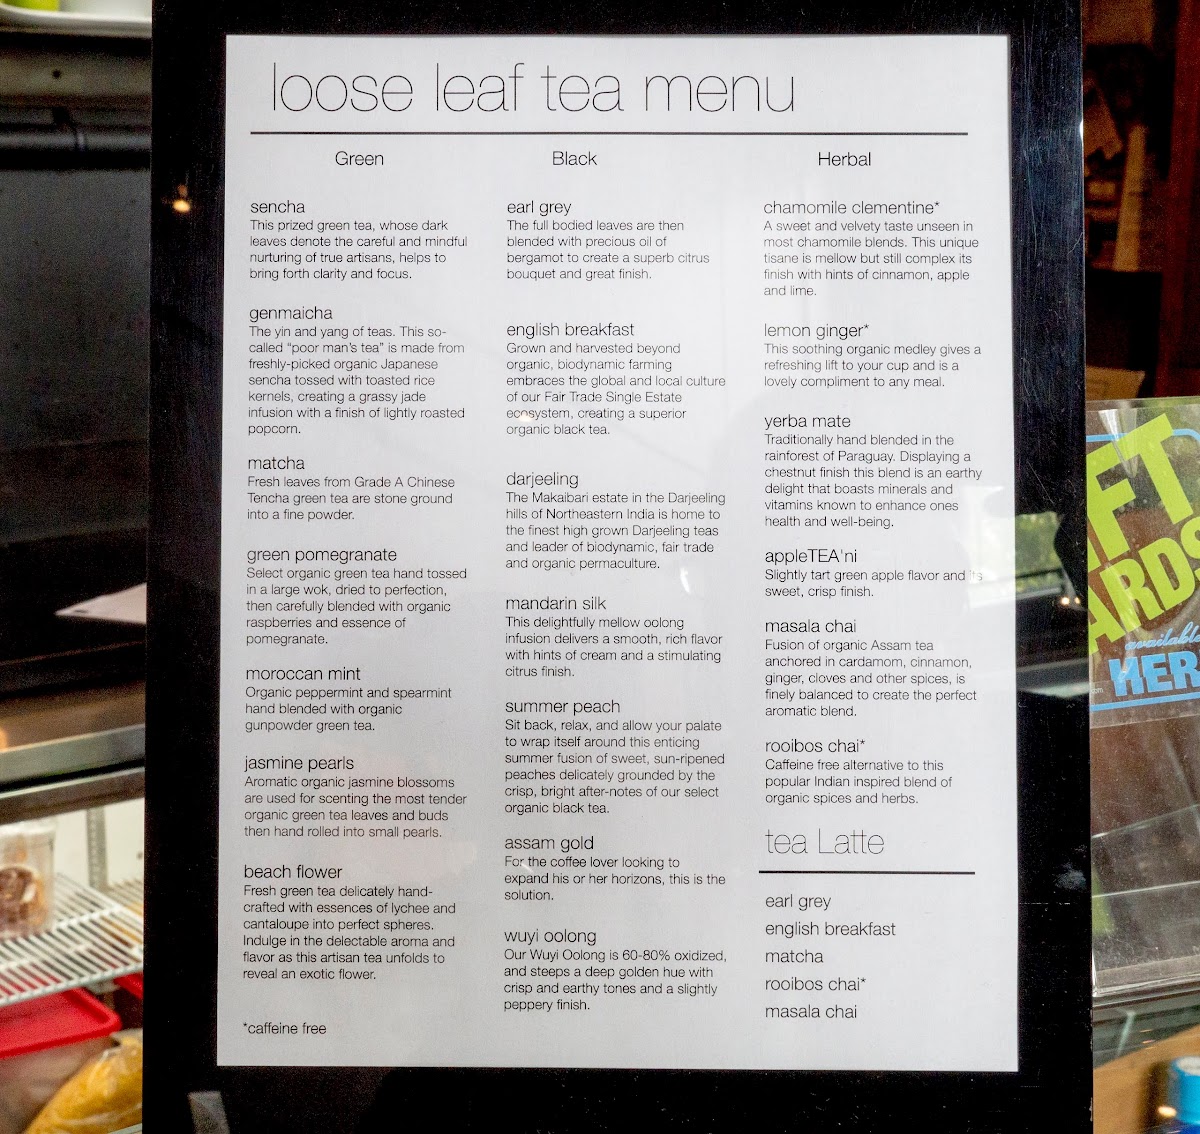 loose leaf tea menu
Green
sencha
This prized green tea, whose dark
leaves denote the careful and mindful
nurturing of true artisans, helps to
bring forth clarity and focus.
genmaicha
The yin and yang of teas. This so-
called “poor man's tea” is made from
freshly-picked organic Japanese
sencha tossed with toasted rice
kernels, creating a grassy jade
infusion with a finish of lightly roasted
popcorn.
matcha
Fresh leaves from Grade A Chinese
Tencha green tea are stone ground
into a fine powder.
green pomegranate
Select organic green tea hand tossed
in a large wok, dried to perfection,
then carefully blended with organic
raspberries and essence of
pomegranate.
moroccan mint
Organic peppermint and spearmint
hand blended with organic
gunpowder green tea.
jasmine pearls
Aromatic organic jasmine blossoms
are used for scenting the most tender
organic green tea leaves and buds
then hand rolled into small pearls.
beach flower
Fresh green tea delicately hand-
crafted with essences of lychee and
cantaloupe into perfect spheres.
Indulge in the delectable aroma and
flavor as this artisan tea unfolds to
reveal an exotic flower.
*caffeine free
Black
earl grey
The full bodied leaves are then
blended with precious oil of
bergamot to create a superb citrus
bouquet and great finish.
english breakfast
Grown and harvested beyond
organic, biodynamic farming
embraces the global and local culture
of our Fair Trade Single Estate
ecosystem, creating a superior
organic black tea.
darjeeling
The Makaibari estate in the Darjeeling
hills of Northeastern India is home to
the finest high grown Darjeeling teas
and leader of biodynamic, fair trade
and organic permaculture.
mandarin silk
This delightfully mellow oolong
infusion delivers a smooth, rich flavor
with hints of cream and a stimulating
citrus finish.
summer peach
Sit back, relax, and allow your palate
to wrap itself around this enticing
summer fusion of sweet, sun-ripened
peaches delicately grounded by the
crisp, bright after-notes of our select
organic black tea.
assam gold
For the coffee lover looking to
expand his or her horizons, this is the
solution.
wuyi oolong
Our Wuyi Oolong is 60-80% oxidized,
and steeps a deep golden hue with
crisp and earthy tones and a slightly
peppery finish.
Herbal
chamomile clementine*
A sweet and velvety taste unseen in
most chamomile blends. This unique
tisane is mellow but still complex its
finish with hints of cinnamon, apple
and lime.
lemon ginger*
This soothing organic medley gives a
refreshing lift to your cup and is a
lovely compliment to any meal.
yerba mate
Traditionally hand blended in the
rainforest of Paraguay. Displaying a
chestnut finish this blend is an earthy
delight that boasts minerals and
vitamins known to enhance ones
health and well-being.
appleTEA'ni
Slightly tart green apple flavor and its
sweet, crisp finish.
masala chai
Fusion of organic Assam tea
anchored in cardamom, cinnamon,
ginger, cloves and other spices, is
finely balanced to create the perfect
aromatic blend.
rooibos chai*
Caffeine free alternative to this
popular Indian inspired blend of
organic spices and herbs.
tea Latte
earl grey
english breakfast
matcha
rooibos chai*
masala chai
IFT
ARDS
available
HER
.com